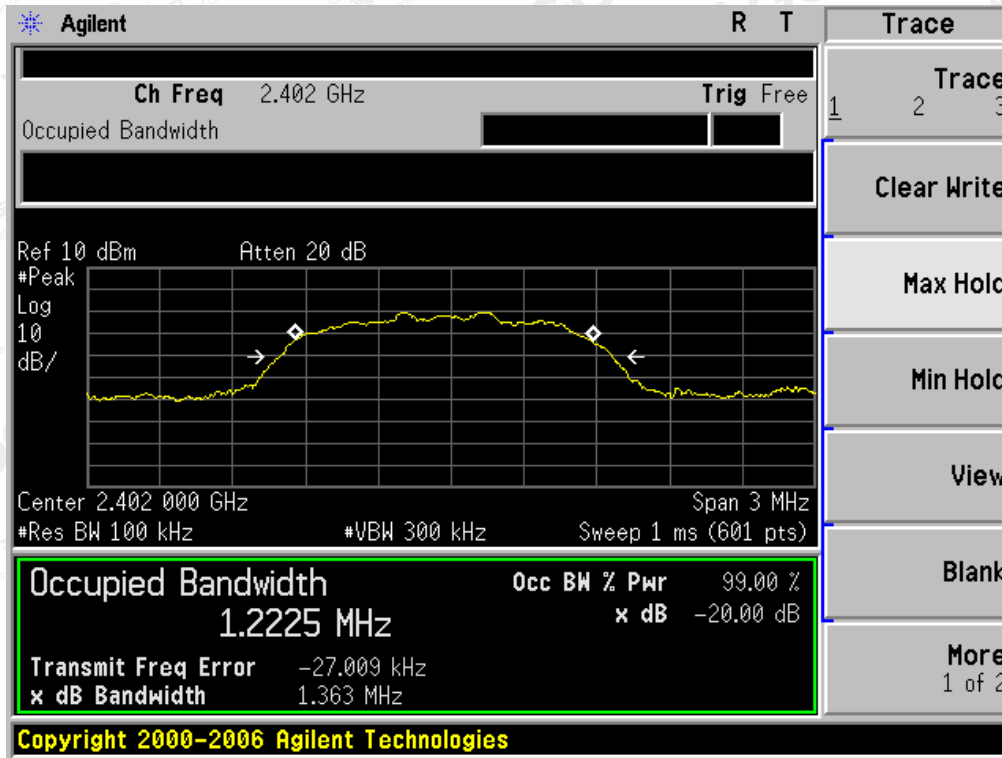 Agilent R T Trace
Ch Freq 2.402 GHz Trig Free
Occupied Bandwidth
Ref 10 dBm Atten 20 dB
#Peak
Log
10
dB/
Center 2.402 000 GHz Span 3 MHz
#Res BW 100 kHz #VBW 300 kHz Sweep 1 ms (601 pts)
Occupied Bandwidth Occ BW % Pwr 99.00 %
1.2225 MHz x dB -20.00 dB
Transmit Freq Error -27.009 kHz
x dB Bandwidth 1.363 MHz
Copyright 2000-2006 Agilent Technologies
Trace
1 2 3
Clear Write
Max Hold
Min Hold
View
Blank
More
1 of 2